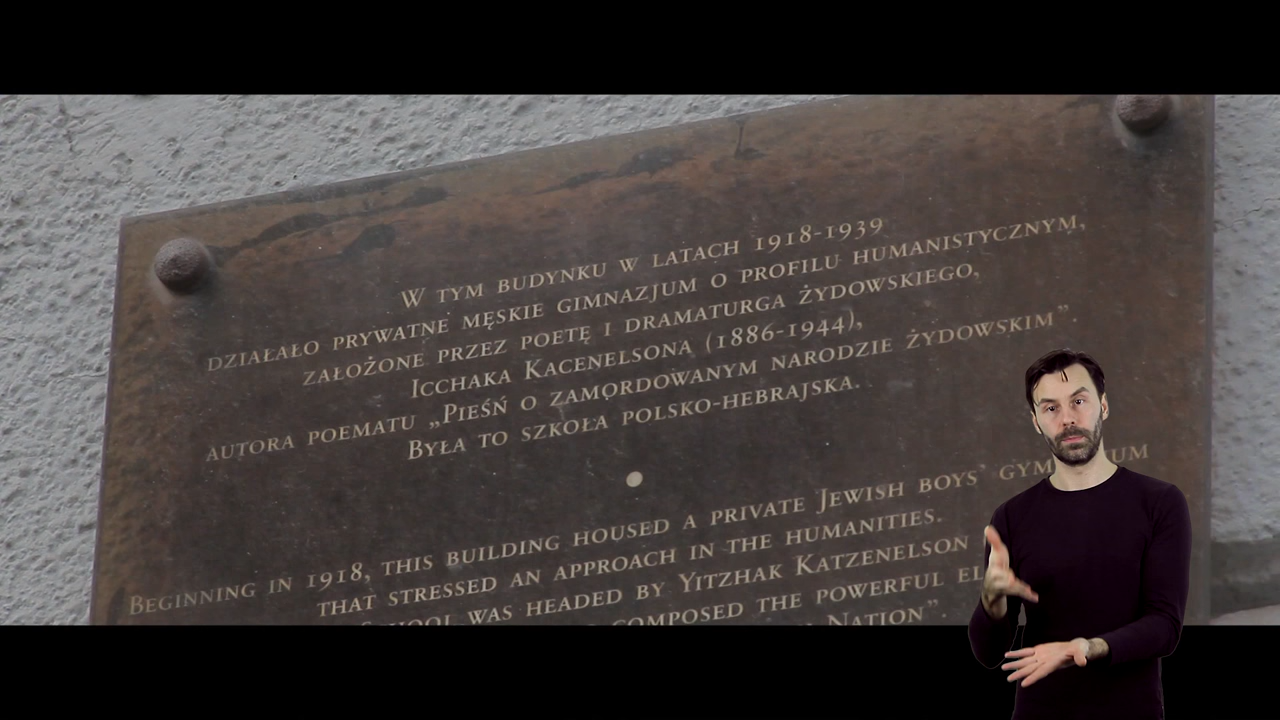 W TYM BUDYNKU W LATACH 1918-1939
DZIAŁAŁO PRYWATNE MĘSKIE GIMNAZJUM O PROFILU HUMANISTYCZNYM,
ZAŁOŻONE PRZEZ POETĘ I DRAMATURGA ŻYDOWSKIEGO,
ICCHAKA KACENELSONA (1886-1944),
AUTORA POEMATU „PIEŚŃ O ZAMORDOWANYM NARODZIE ŻYDOWSKIM”.
BYŁA TO SZKOŁA POLSKO-HEBRAJSKA.
BEGINNING IN 1918, THIS BUILDING HOUSED A PRIVATE JEWISH BOYS'
THAT STRESSED AN APPROACH IN THE HUMANITIES.
WAS HEADED BY YITZHAK KATZENELSON
COMPOSED THE POWERFUL
NATION”.